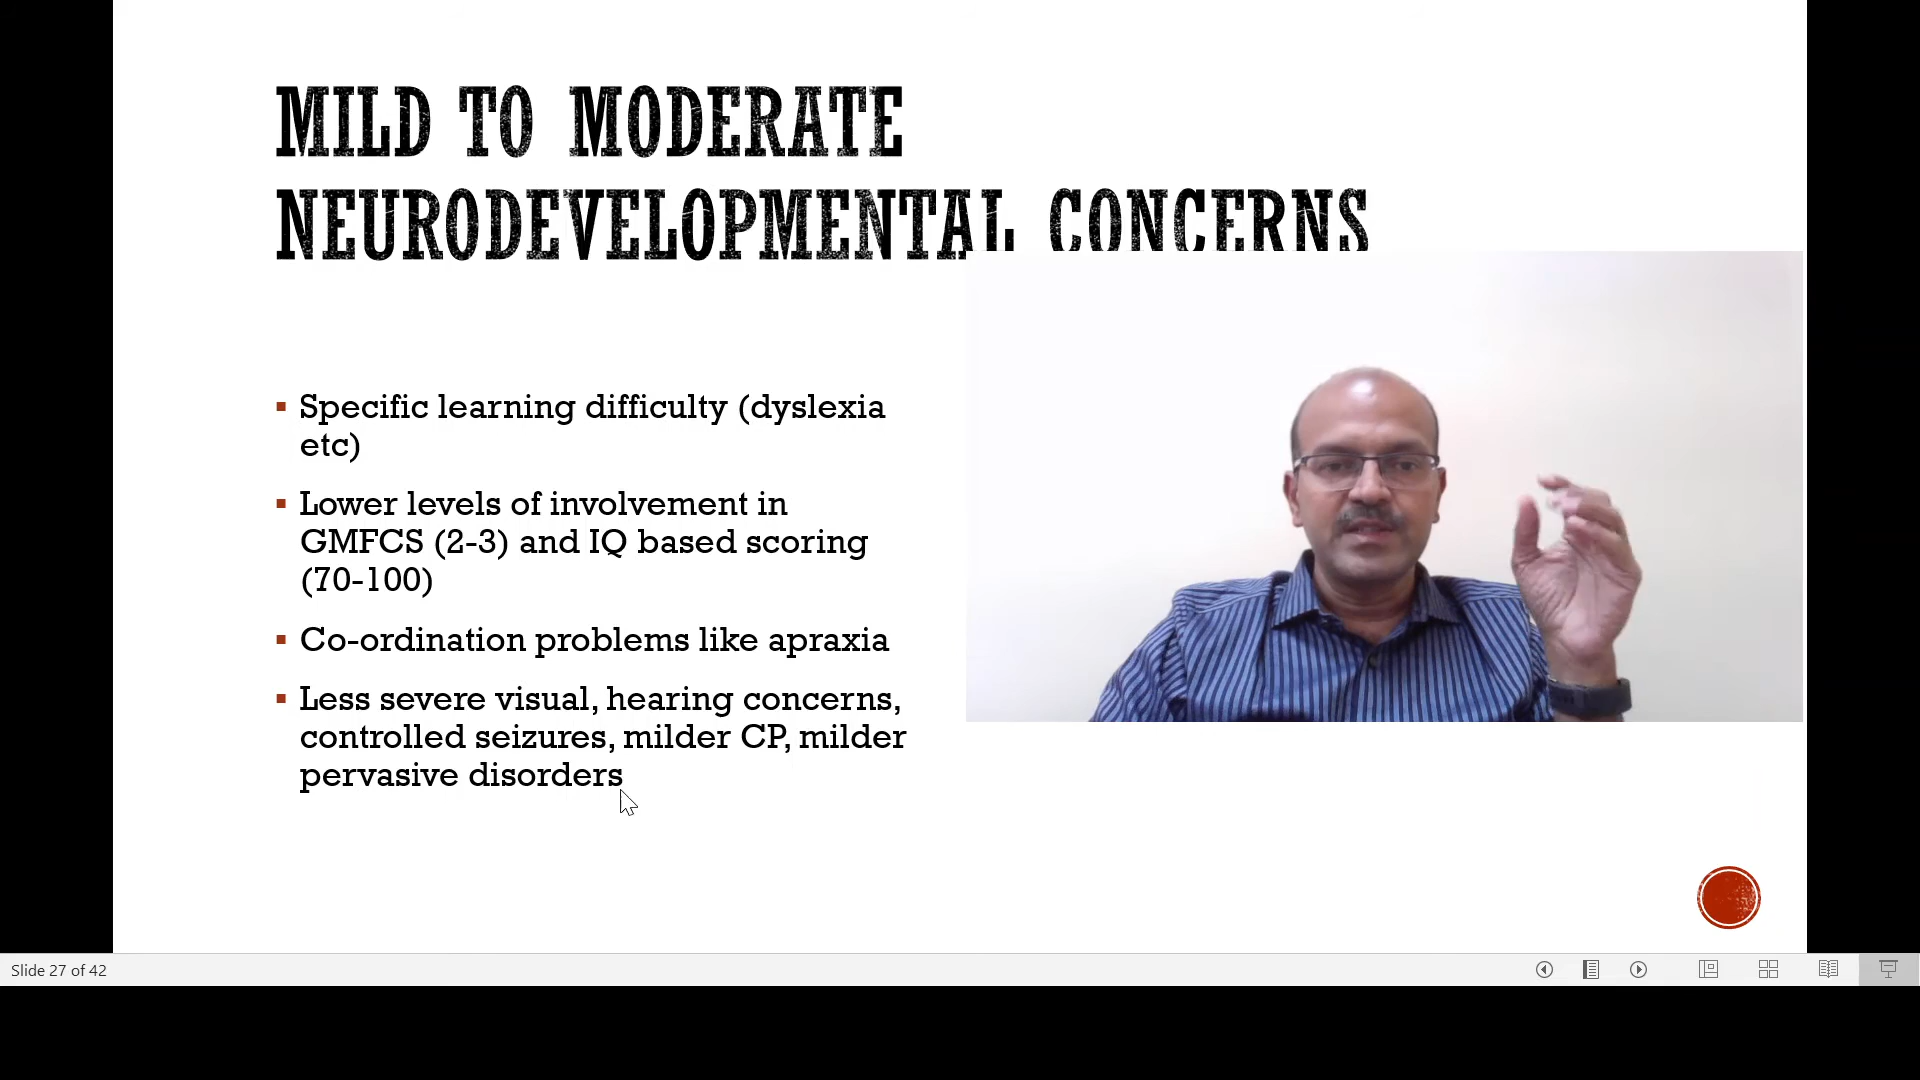 MILD TO MODERATE
NEURODEVELOPMENTAL CONCERNS
▪ Specific learning difficulty (dyslexia
etc)
▪ Lower levels of involvement in
GMFCS (2-3) and IQ based scoring
(70-100)
▪ Co-ordination problems like apraxia
▪ Less severe visual, hearing concerns,
controlled seizures, milder CP, milder
pervasive disorders
Slide 27 of 42